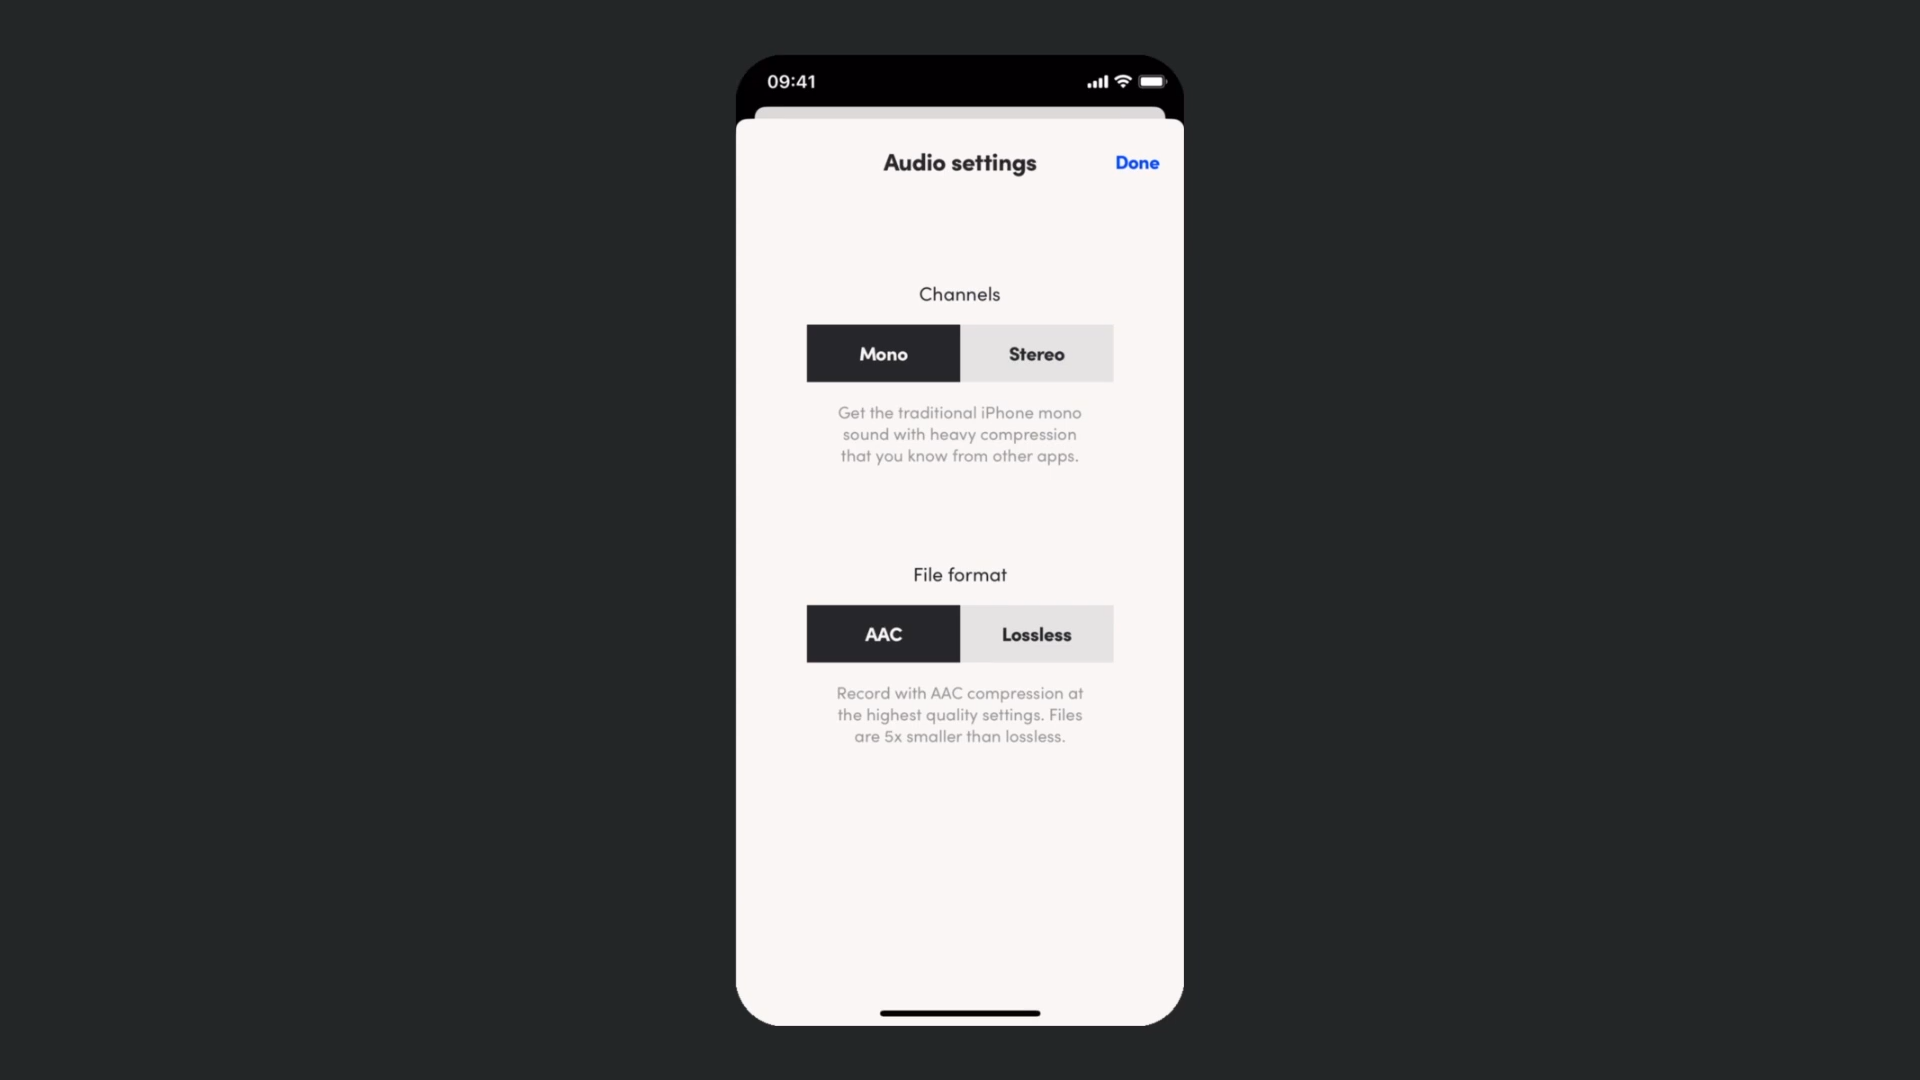 09:41
Audio settings
Done
Channels
Mono
Stereo
Get the traditional iPhone mono
sound with heavy compression
that you know from other apps.
File format
AAC
Lossless
Record with AAC compression at
the highest quality settings. Files
are 5x smaller than lossless.